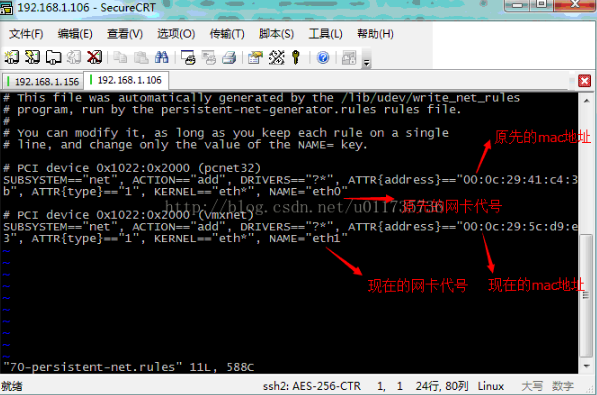 192.168.1.106 - SecureCRT
文件(F) 编辑(E) 查看(V) 选项(O) 传输(T) 脚本(S) 工具(L) 帮助(H)
192.168.1.156 192.168.1.106
# This file was automatically generated by the /lib/udev/write_net_rules
# program, run by the persistent-net-generator.rules rules file.
#
# You can modify it, as long as you keep each rule on a single
# line, and change only the value of the NAME= key.
原先的mac地址
# PCI device 0x1022:0x2000 (pcnet32)
SUBSYSTEM=="net", ACTION=="add", DRIVERS=="?*", ATTR{address}=="00:0c:29:41:c4:3
b", ATTR{type}=="1", KERNEL=="eth*", NAME="eth0"
http://blog.csdn.net/u011735736
的网卡代号
# PCI device 0x1022:0x2000 (vmxnet)
SUBSYSTEM=="net", ACTION=="add", DRIVERS=="?*", ATTR{address}=="00:0c:29:5c:d9:e
3", ATTR{type}=="1", KERNEL=="eth*", NAME="eth1"
现在的网卡代号 现在的mac地址
~
~
~
~
~
~
"70-persistent-net.rules" 11L, 588C
就绪 ssh2: AES-256-CTR 1, 1 24行, 80列 Linux 大写 数字